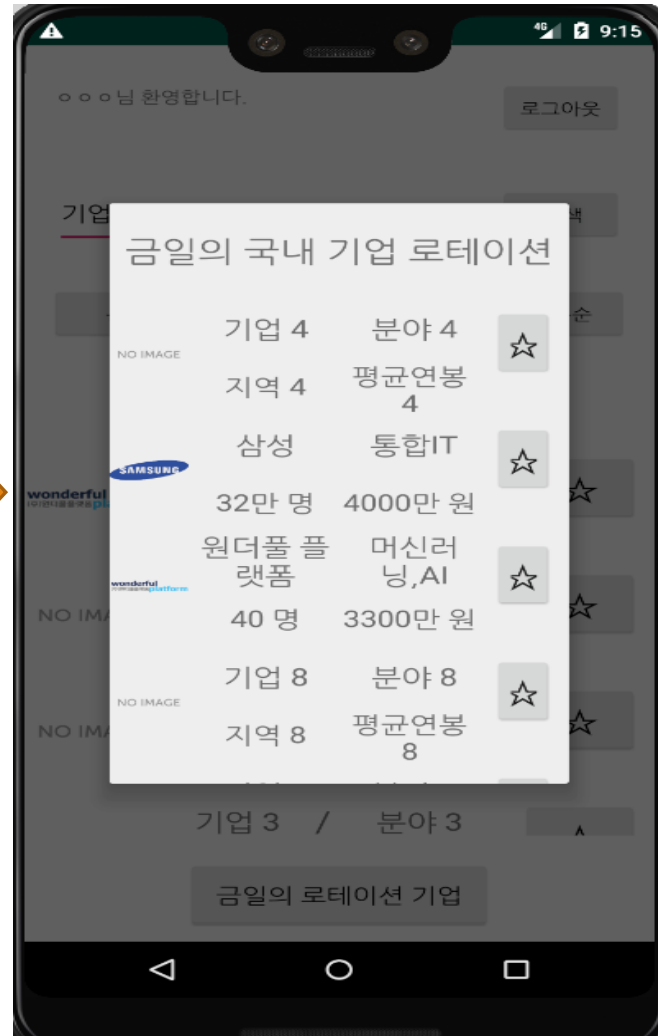 4G 9:15
ㅇㅇㅇ님 환영합니다.
로그아웃
기업
색
금일의 국내 기업 로테이션
순
NO IMAGE
기업 4 분야 4
지역 4 평균연봉
4
SAMSUNG
삼성 통합IT
32만 명 4000만 원
wonderful
platform
원더풀 플 머신러
랫폼 닝,AI
40 명 3300만 원
wonderful
NO IMA
NO IMAGE
기업 8 분야 8
지역 8 평균연봉
8
NO IMA
기업 3 / 분야 3
금일의 로테이션 기업